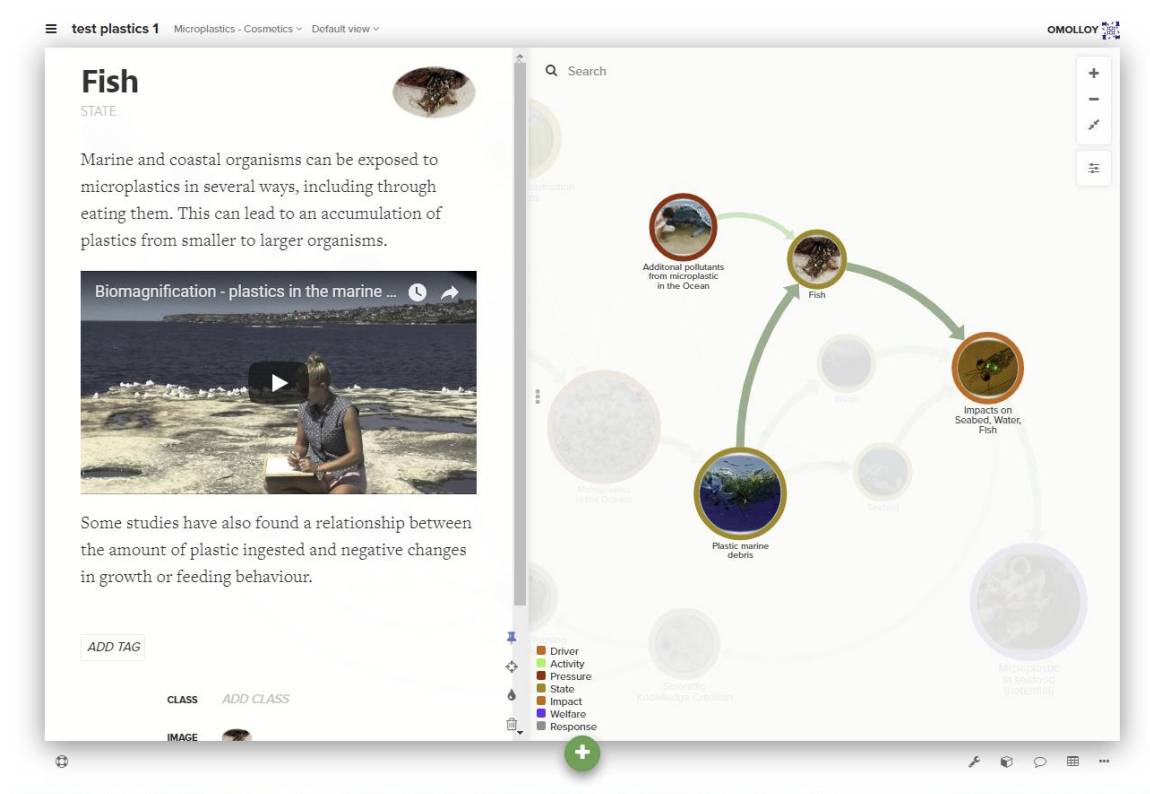 test plastics 1 Microplastics - Cosmetics Default view
OMOLLOY
Fish
STATE
Marine and coastal organisms can be exposed to
microplastics in several ways, including through
eating them. This can lead to an accumulation of
plastics from smaller to larger organisms.
Biomagnification - plastics in the marine ...
Some studies have also found a relationship between
the amount of plastic ingested and negative changes
in growth or feeding behaviour.
ADD TAG
CLASS ADD CLASS
IMAGE
Search
Additonal pollutants
from microplastic
in the Ocean
Fish
Water
Impacts on
Seabed, Water,
Fish
Microplastics
in the Oceans
Seabed
Plastic marine
debris
Scientific
Knowledge Creation
Microplastic
in seafood
(potential)
Driver
Activity
Pressure
State
Impact
Welfare
Response